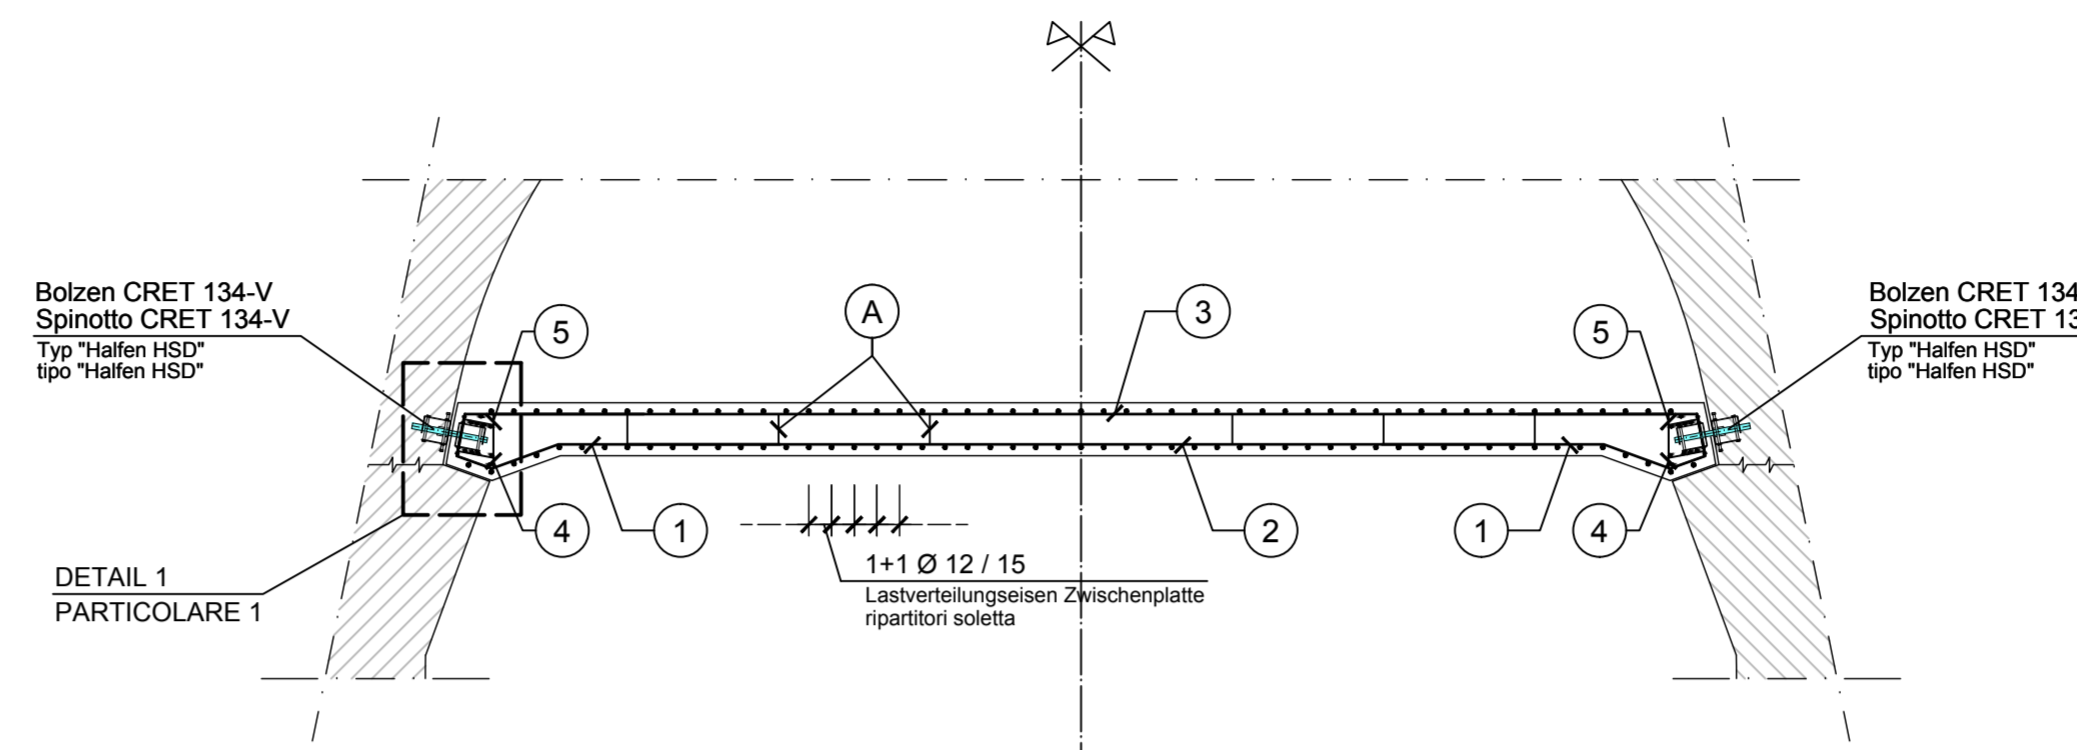 Bolzen CRET 134-V
Spinotto CRET 134-V
Typ "Halfen HSD"
tipo "Halfen HSD"
5
A
3
5
Bolzen CRET 134
Spinotto CRET 13
Typ "Halfen HSD"
tipo "Halfen HSD"
4
1
2
1
4
DETAIL 1
PARTICOLARE 1
1+1 Ø 12 / 15
Lastverteilungseisen Zwischenplatte
ripartitori soletta